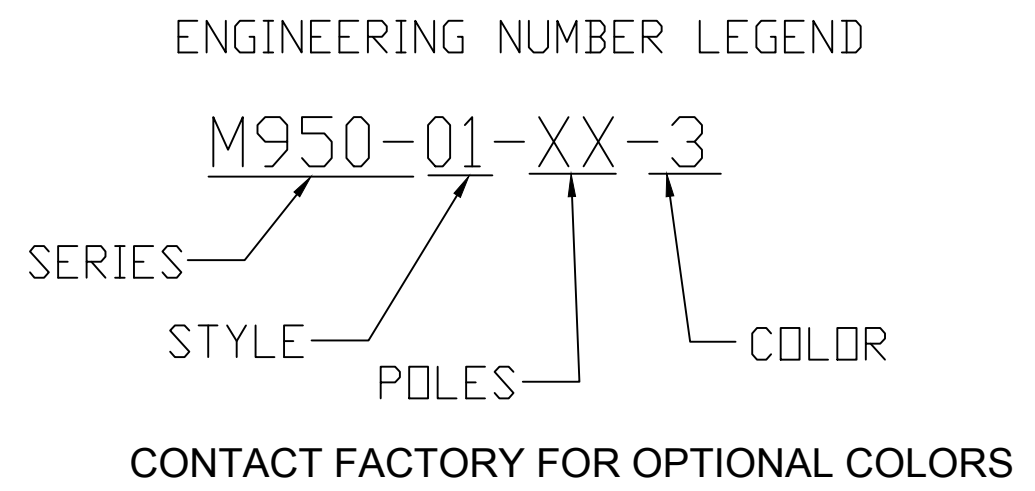 ENGINEERING NUMBER LEGEND
M950-01-XX-3
SERIES
STYLE
COLOR
POLES
CONTACT FACTORY FOR OPTIONAL COLORS